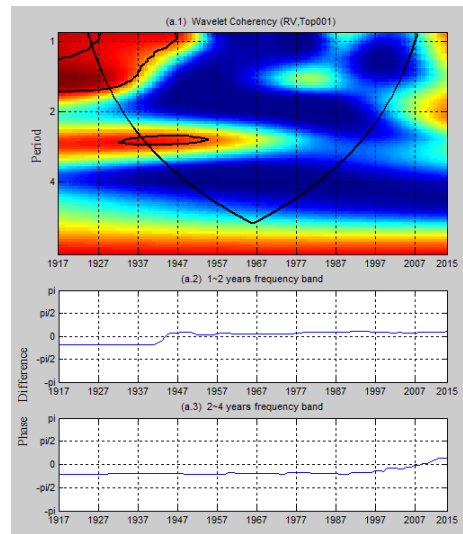 (a.1) Wavelet Coherency (RV,Top001)
1
2
4
Period
1917 1927 1937 1947 1957 1967 1977 1987 1997 2007 2015
(a.2) 1~2 years frequency band
pi
pi/2
0
-pi/2
-pi
1917 1927 1937 1947 1957 1967 1977 1987 1997 2007 2015
(a.3) 2~4 years frequency band
pi
pi/2
0
-pi/2
-pi
Phase Difference
1917 1927 1937 1947 1957 1967 1977 1987 1997 2007 2015